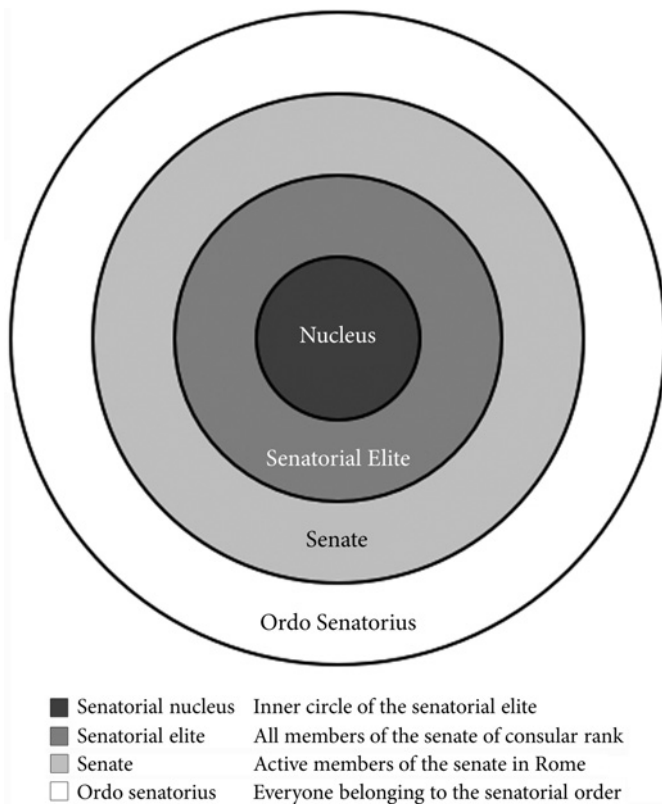 Nucleus
Senatorial Elite
Senate
Ordo Senatorius
Senatorial nucleus Inner circle of the senatorial elite
Senatorial elite All members of the senate of consular rank
Senate Active members of the senate in Rome
Ordo senatorius Everyone belonging to the senatorial order